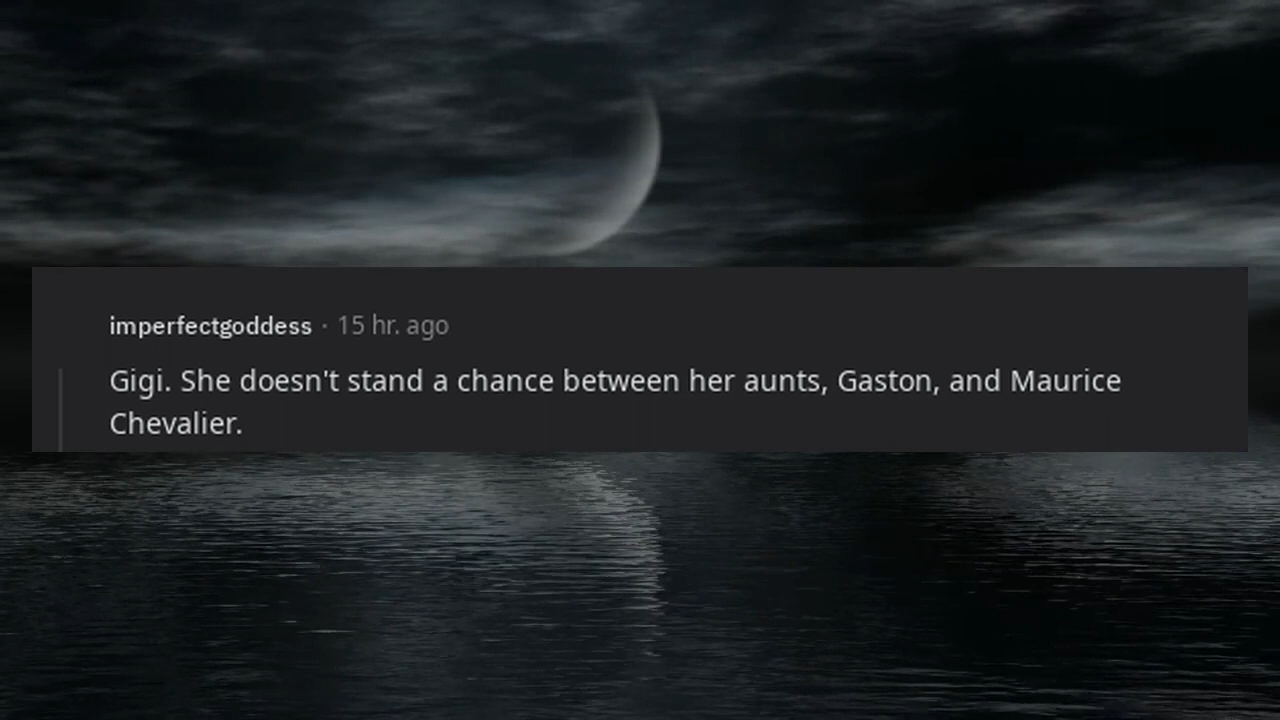 imperfectgoddess · 15 hr. ago
Gigi. She doesn't stand a chance between her aunts, Gaston, and Maurice
Chevalier.